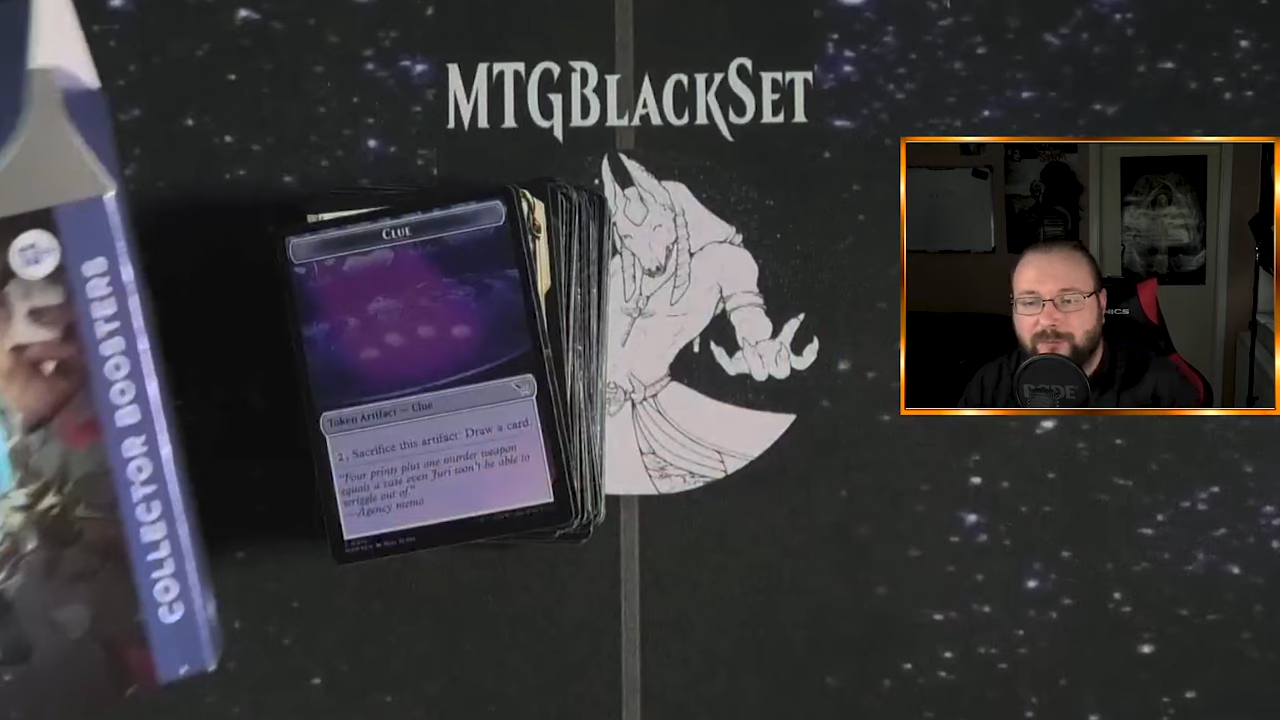 MTGBlackSet
Clue
Token Artifact — Clue
2, Sacrifice this artifact: Draw a card.
"Four prints plus one murder weapon
equals a case even Juri won't be able to
wriggle out of."
—Agency memo
COLLECTOR BOOSTERS